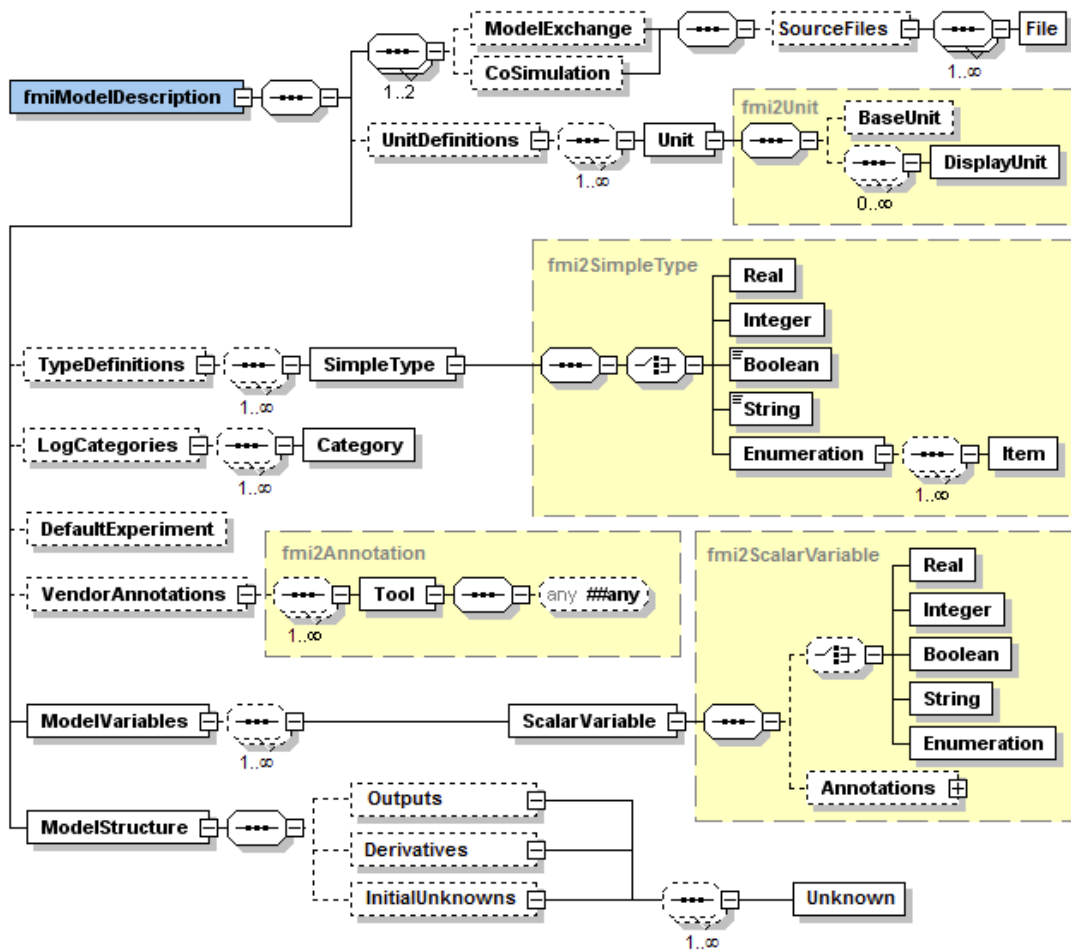 ModelExchange
SourceFiles
File
CoSimulation
1..2
1..∞
fmiModelDescription
fmi2Unit
BaseUnit
UnitDefinitions
Unit
DisplayUnit
1..∞
0..∞
fmi2SimpleType
Real
Integer
TypeDefinitions
SimpleType
Boolean
1..∞
String
LogCategories
Category
Enumeration
Item
1..∞
1..∞
DefaultExperiment
fmi2Annotation
fmi2ScalarVariable
Real
VendorAnnotations
Tool
any ##any
1..∞
Integer
Boolean
String
ModelVariables
ScalarVariable
1..∞
Enumeration
Annotations
Outputs
ModelStructure
Derivatives
InitialUnknowns
Unknown
1..∞